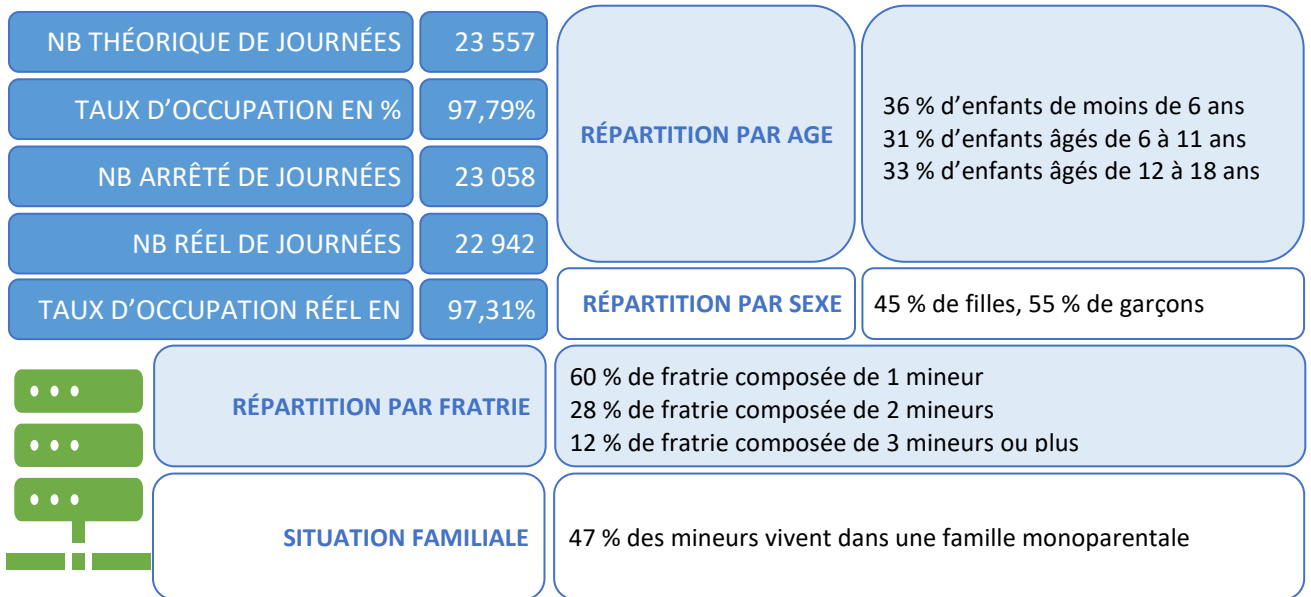 NB THÉORIQUE DE JOURNÉES 23 557
TAUX D’OCCUPATION EN % 97,79%
NB ARRÊTÉ DE JOURNÉES 23 058
NB RÉEL DE JOURNÉES 22 942
TAUX D’OCCUPATION RÉEL EN 97,31%
RÉPARTITION PAR AGE
36 % d’enfants de moins de 6 ans
31 % d’enfants âgés de 6 à 11 ans
33 % d’enfants âgés de 12 à 18 ans
RÉPARTITION PAR SEXE
45 % de filles, 55 % de garçons
RÉPARTITION PAR FRATRIE
60 % de fratrie composée de 1 mineur
28 % de fratrie composée de 2 mineurs
12 % de fratrie composée de 3 mineurs ou plus
SITUATION FAMILIALE
47 % des mineurs vivent dans une famille monoparentale